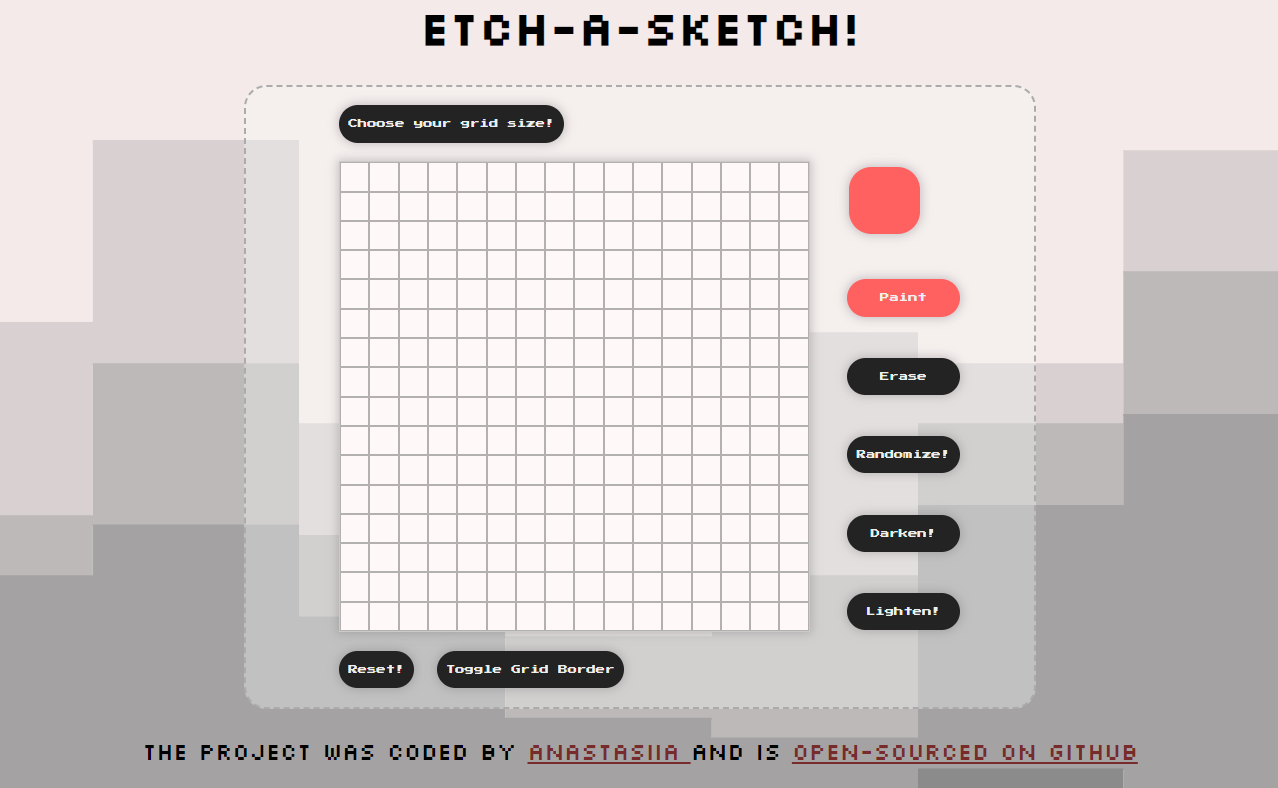 ETCH-A-SKETCH!
Choose your grid size!
Paint
Erase
Randomize!
Darken!
Lighten!
Reset! Toggle Grid Border
THE PROJECT WAS CODED BY ANASTASIIA AND IS OPEN-SOURCED ON GITHUB